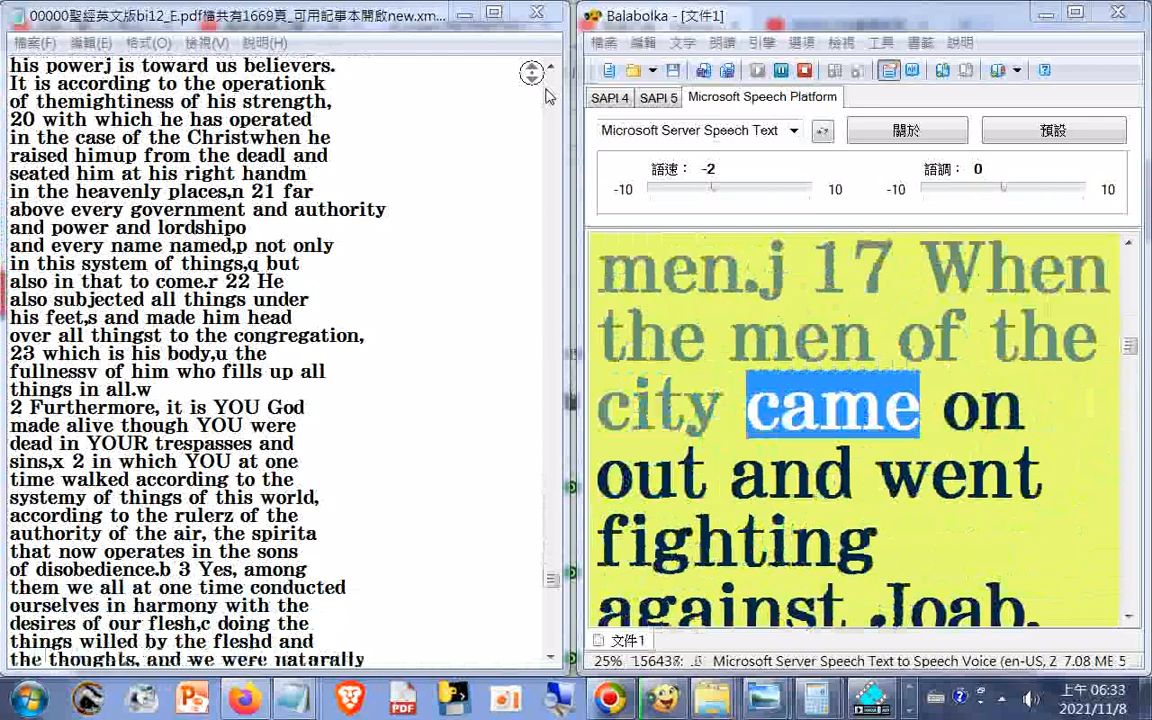 00000聖經英文版bi12_E.pdf檔共有1669頁_可用記事本開啟new.xm...
檔案(F) 編輯(E) 格式(O) 檢視(V) 說明(H)
his powerj is toward us believers.
It is according to the operationk
of themightiness of his strength,
20 with which he has operated
in the case of the Christwhen he
raised himup from the deadl and
seated him at his right handm
in the heavenly places,n 21 far
above every government and authority
and power and lordshipo
and every name named,p not only
in this system of things,q but
also in that to come.r 22 He
also subjected all things under
his feet,s and made him head
over all thingst to the congregation,
23 which is his body,u the
fullnessv of him who fills up all
things in all.w
2 Furthermore, it is YOU God
made alive though YOU were
dead in YOUR trespasses and
sins,x 2 in which YOU at one
time walked according to the
systemy of things of this world,
according to the rulerz of the
authority of the air, the spirita
that now operates in the sons
of disobedience.b 3 Yes, among
them we all at one time conducted
ourselves in harmony with the
desires of our flesh,c doing the
things willed by the fleshd and
the thoughts, and we were naturally
Balabolka - [文件1]
檔案 編輯 文字 朗讀 引擎 選項 檢視 工具 書籤 說明
SAPI 4 SAPI 5 Microsoft Speech Platform
Microsoft Server Speech Text 關於 預設
語速： -2 語調： 0
-10 10 -10 10
men.j 17 When
the men of the
city came on
out and went
fighting
against Joab.
文件1
25% 156438: Microsoft Server Speech Text to Speech Voice (en-US, 2 7.08 MB 5
PDF
上午 06:33
2021/11/8